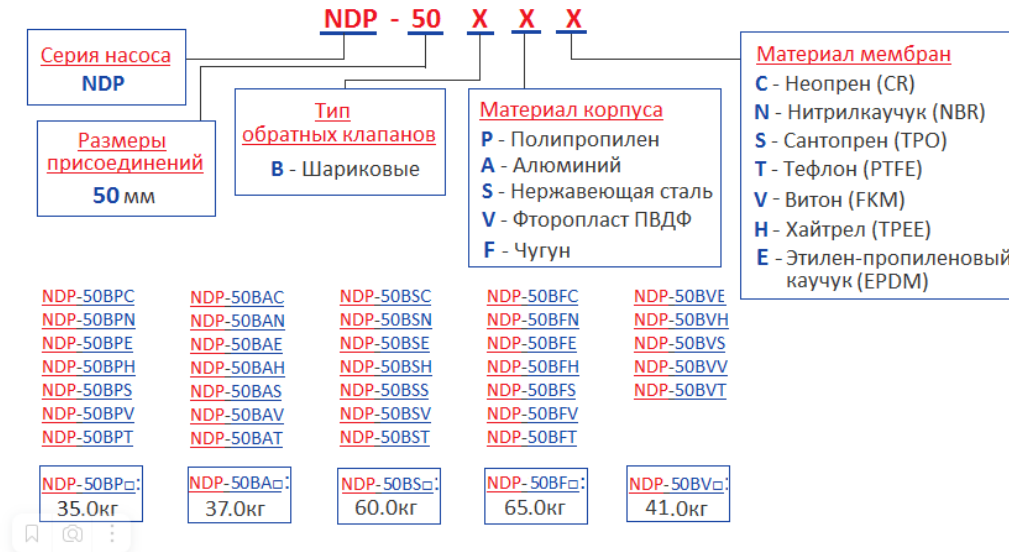 NDP - 50 X X X
Серия насоса
NDP
Размеры
присоединений
50 мм
Тип
обратных клапанов
B - Шариковые
Материал корпуса
P - Полипропилен
A - Алюминий
S - Нержавеющая сталь
V - Фторопласт ПВДФ
F - Чугун
Материал мембран
C - Неопрен (CR)
N - Нитрилкаучук (NBR)
S - Сантопрен (TPO)
T - Тефлон (PTFE)
V - Витон (FKM)
H - Хайтрел (TPEE)
E - Этилен-пропиленовый
каучук (EPDM)
NDP-50BPC NDP-50BAC NDP-50BSC NDP-50BFC NDP-50BVE
NDP-50BPN NDP-50BAN NDP-50BSN NDP-50BFN NDP-50BVH
NDP-50BPE NDP-50BAE NDP-50BSE NDP-50BFE NDP-50BVS
NDP-50BPH NDP-50BAH NDP-50BSH NDP-50BFH NDP-50BVV
NDP-50BPS NDP-50BAS NDP-50BSS NDP-50BFS NDP-50BVT
NDP-50BPV NDP-50BAV NDP-50BSV NDP-50BFV
NDP-50BPT NDP-50BAT NDP-50BST NDP-50BFT
NDP-50BP□: NDP-50BA□: NDP-50BS□: NDP-50BF□: NDP-50BV□:
35.0кг 37.0кг 60.0кг 65.0кг 41.0кг